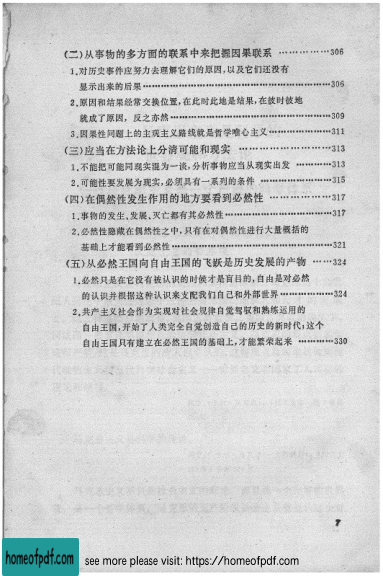 (二)从事物的多方面的联系中来把握因果联系 ……………306
1.对历史事件应努力去理解它们的原因,以及它们还没有
显示出来的后果……………………………………306
2.原因和结果经常交换位置,在此时此地是结果,在彼时彼地
就成了原因, 反之亦然……………………………309
3.因果性问题上的主观主义路线就是哲学唯心主义…………311
(三)应当在方法论上分清可能和现实 ……………………313
1.不能把可能同现实混为一谈,分析事物应当从现实出发 ………313
2.可能性要发展为现实,必须具有一系列的条件 ……………315
(四)在偶然性发生作用的地方要看到必然性 ………………317
1.事物的发生、发展、灭亡都有其必然性…………………317
2.必然性隐藏在偶然性之中,只有在对偶然性进行大量概括的
基础上才能看到必然性……………………………321
(五)从必然王国向自由王国的飞跃是历史发展的产物 ……324
1.必然只是在它没有被认识的时候才是盲目的,自由是对必然
的认识并根据这种认识来支配我们自己和外部世界…………324
2.共产主义社会作为实现对社会规律自觉驾驭和熟练运用的
自由王国,开始了人类完全自觉创造自己的历史的新时代;这个
自由王国只有建立在必然王国的基础上,才能繁荣起来 …………330
7
homeofpdf.com
see more please visit: https://homeofpdf.com